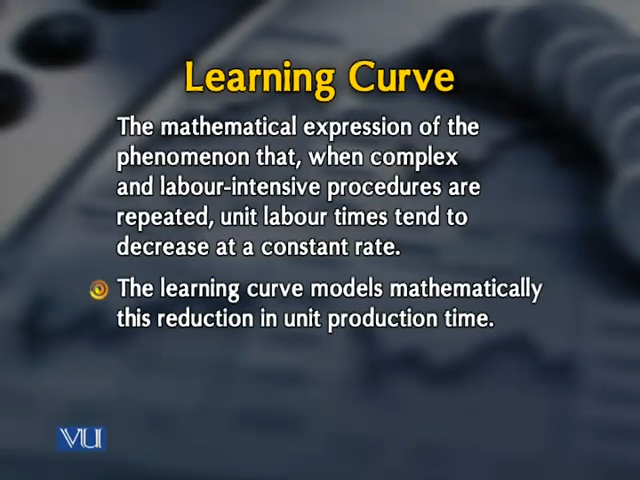 Learning Curve
The mathematical expression of the
phenomenon that, when complex
and labour-intensive procedures are
repeated, unit labour times tend to
decrease at a constant rate.
The learning curve models mathematically
this reduction in unit production time.
VU